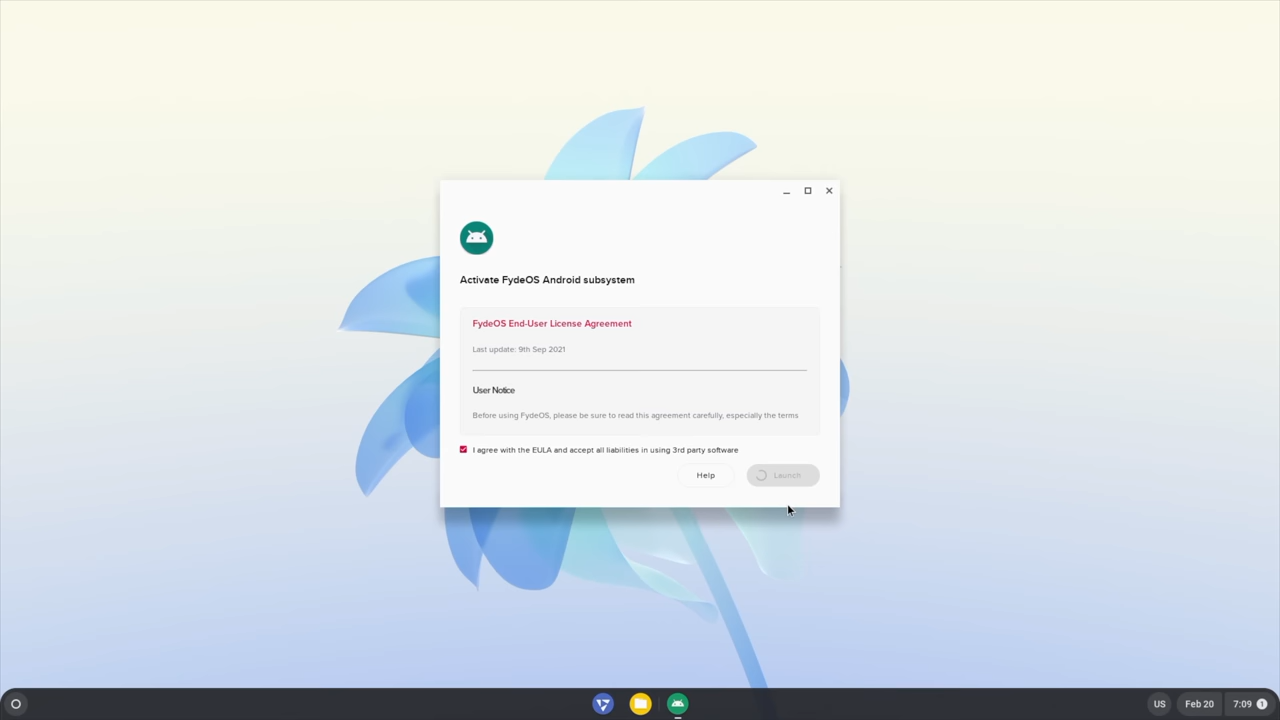 Activate FydeOS Android subsystem
FydeOS End-User License Agreement
Last update: 9th Sep 2021
User Notice
Before using FydeOS, please be sure to read this agreement carefully, especially the terms
I agree with the EULA and accept all liabilities in using 3rd party software
Help
Launch
US
Feb 20
7:09
1